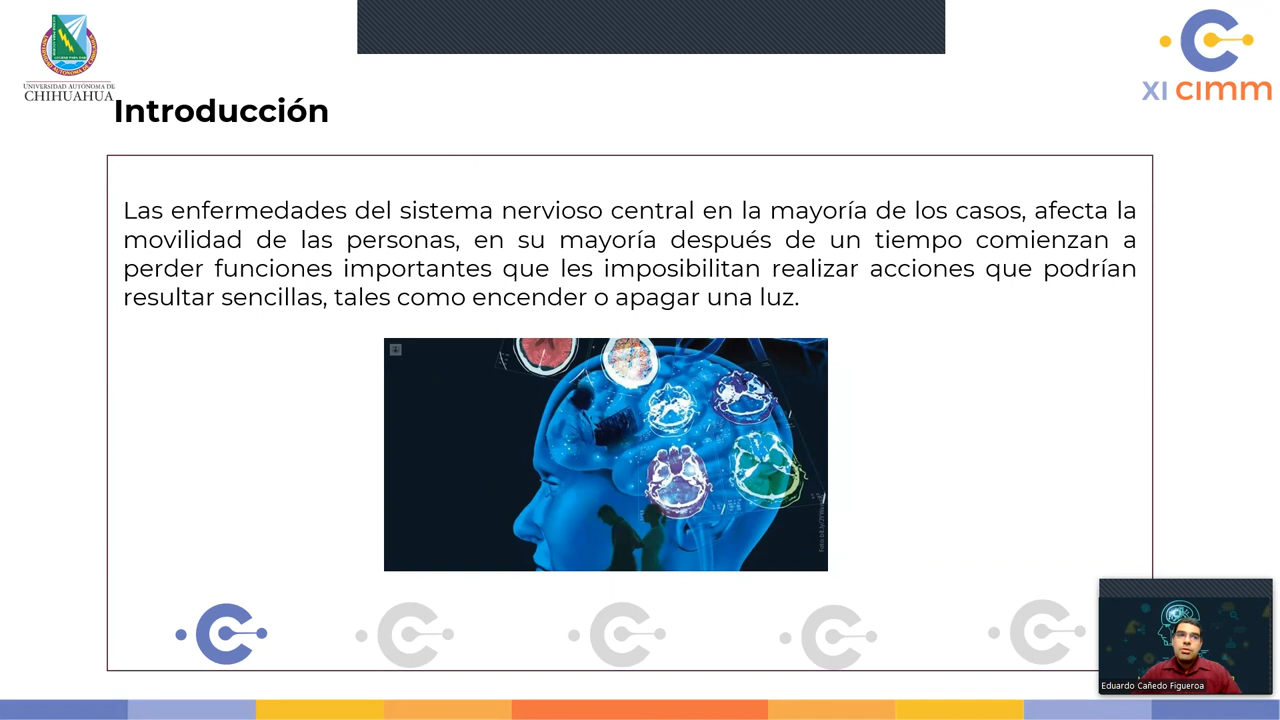 UNIVERSIDAD AUTÓNOMA DE
CHIHUAHUA
XI CIMM
Introducción
Las enfermedades del sistema nervioso central en la mayoría de los casos, afecta la
movilidad de las personas, en su mayoría después de un tiempo comienzan a
perder funciones importantes que les imposibilitan realizar acciones que podrían
resultar sencillas, tales como encender o apagar una luz.
Eduardo Cañedo Figueroa